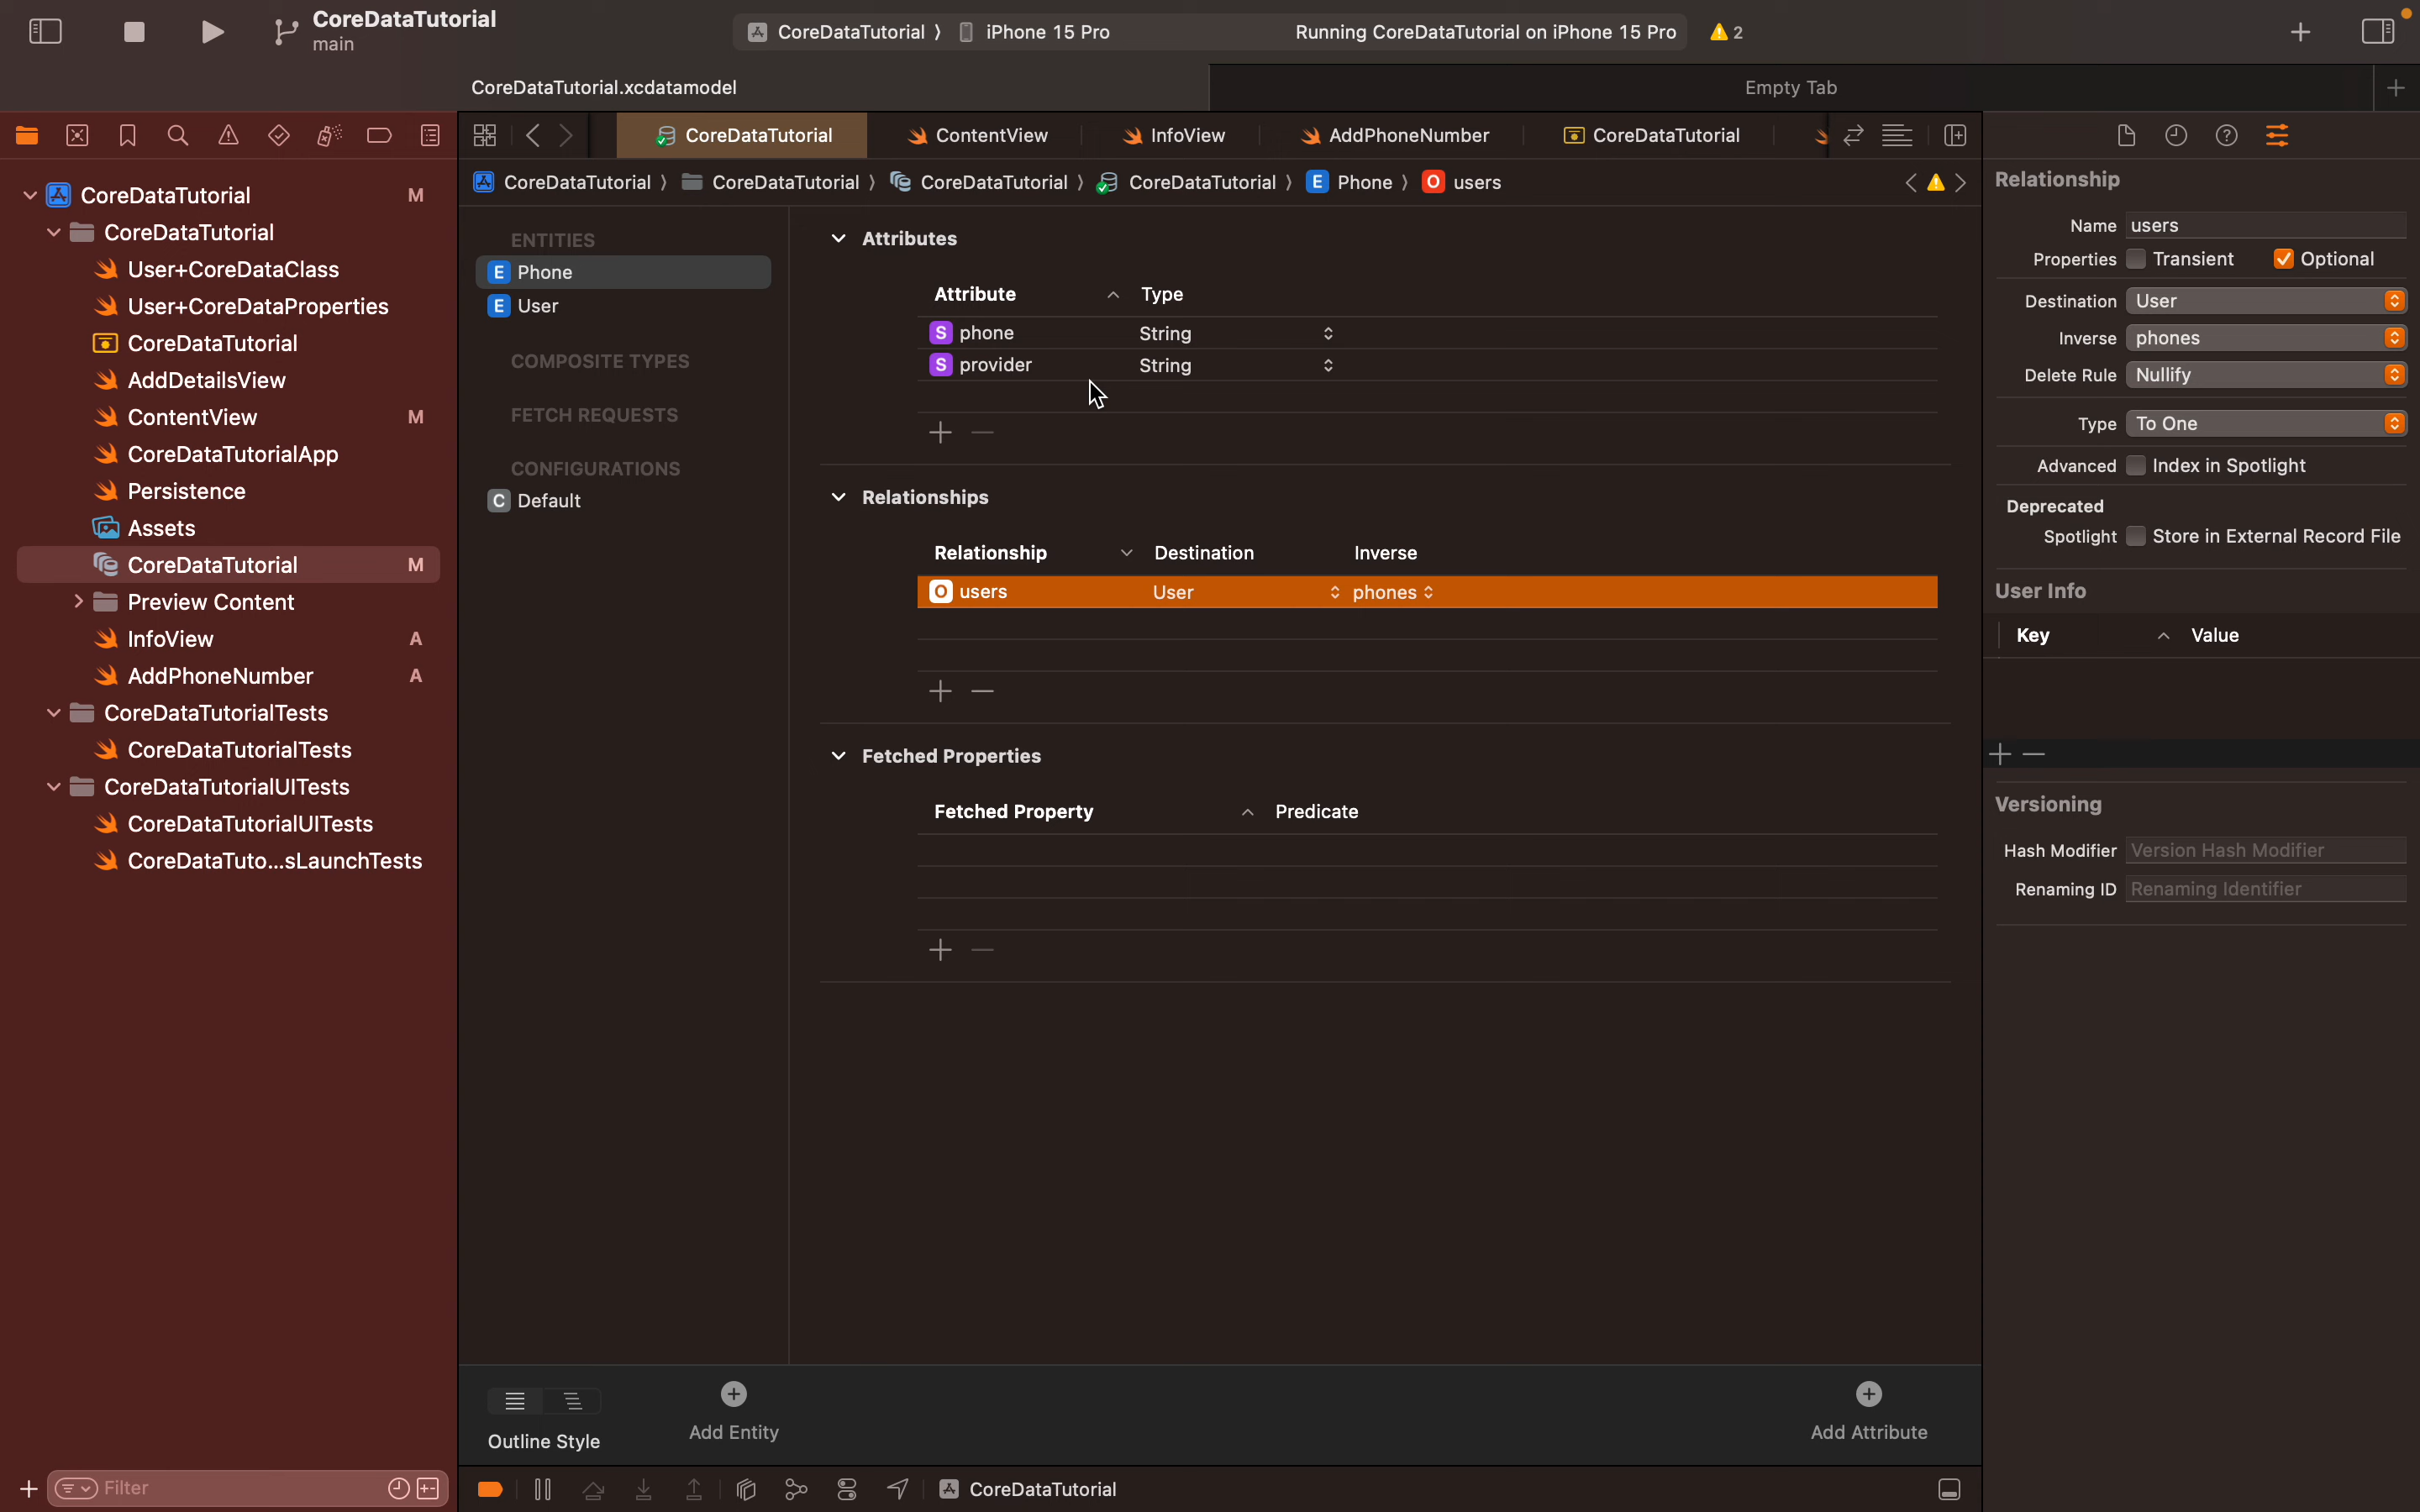 CoreDataTutorial
main
CoreDataTutorial
iPhone 15 Pro
Running CoreDataTutorial on iPhone 15 Pro
2
CoreDataTutorial.xcdatamodel
Empty Tab
CoreDataTutorial
ContentView
InfoView
AddPhoneNumber
CoreDataTutorial
CoreDataTutorial
CoreDataTutorial
CoreDataTutorial
CoreDataTutorial
E Phone
O users
CoreDataTutorial M
CoreDataTutorial
User+CoreDataClass
User+CoreDataProperties
CoreDataTutorial
AddDetailsView
ContentView M
CoreDataTutorialApp
Persistence
Assets
CoreDataTutorial M
Preview Content
InfoView A
AddPhoneNumber A
CoreDataTutorialTests
CoreDataTutorialTests
CoreDataTutorialUITests
CoreDataTutorialUITests
CoreDataTuto...sLaunchTests
Filter
ENTITIES
E Phone
E User
COMPOSITE TYPES
FETCH REQUESTS
CONFIGURATIONS
C Default
Attributes
Attribute Type
S phone String
S provider String
Relationships
Relationship Destination Inverse
O users User phones
Fetched Properties
Fetched Property Predicate
Outline Style
Add Entity
Add Attribute
CoreDataTutorial
Relationship
Name users
Properties Transient Optional
Destination User
Inverse phones
Delete Rule Nullify
Type To One
Advanced Index in Spotlight
Deprecated
Spotlight Store in External Record File
User Info
Key Value
Versioning
Hash Modifier Version Hash Modifier
Renaming ID Renaming Identifier